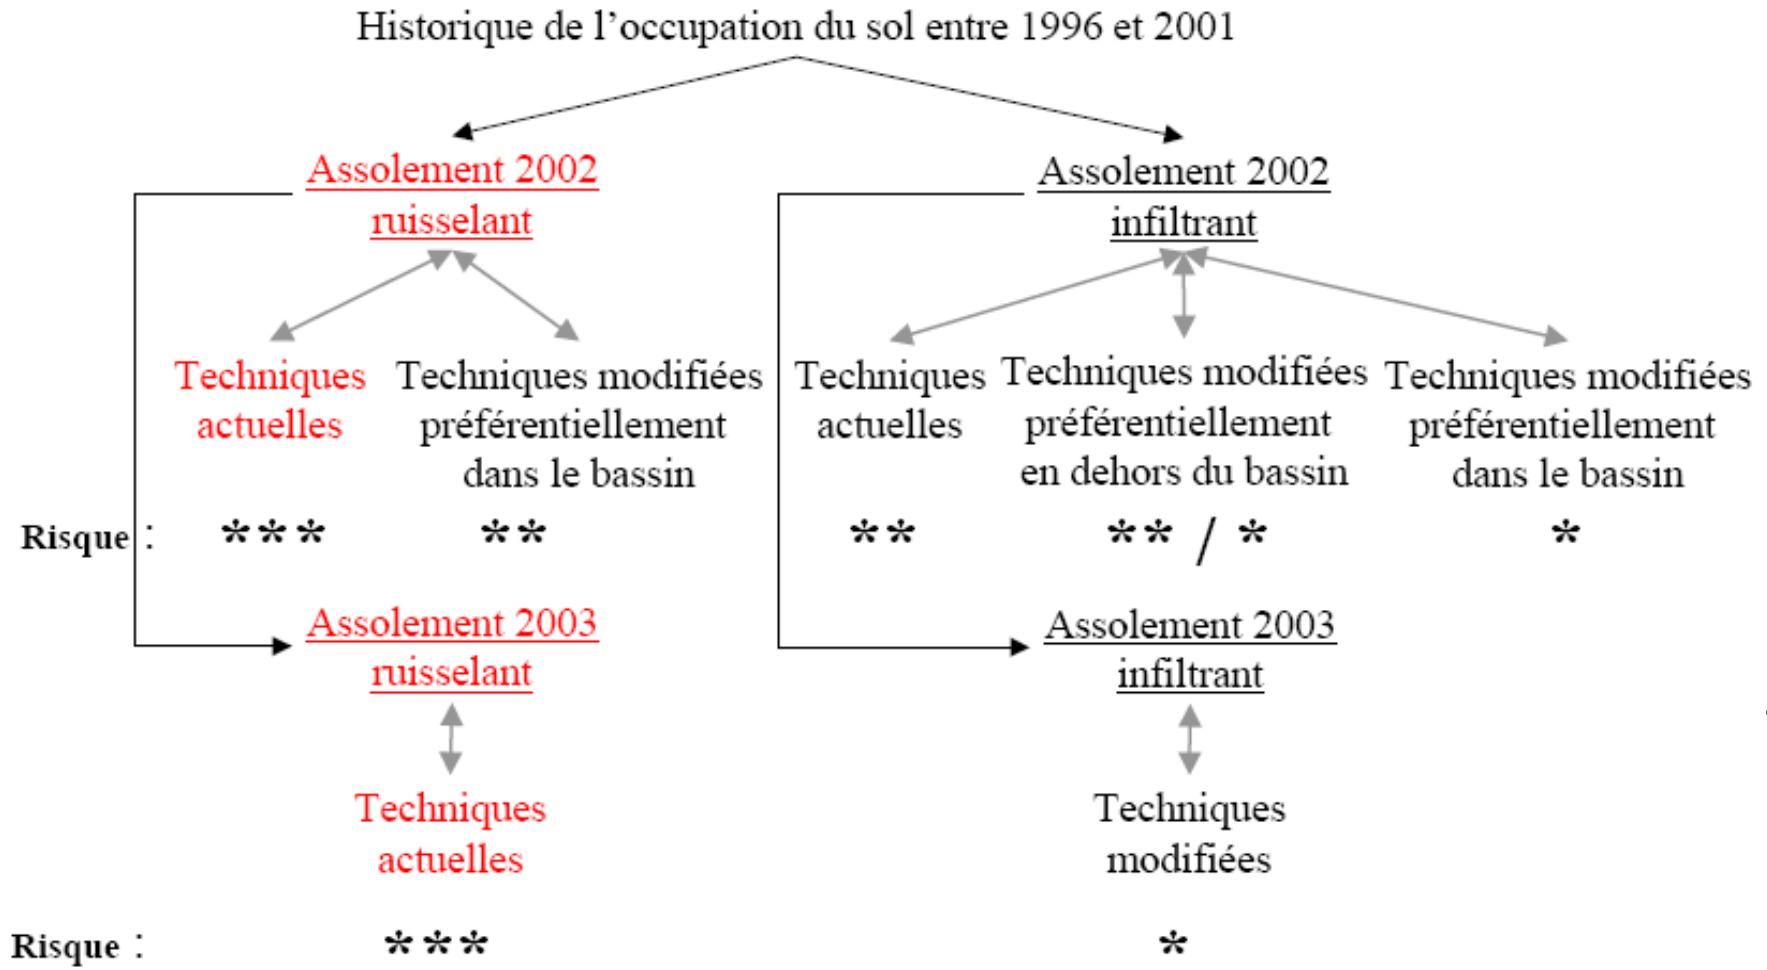 Historique de l’occupation du sol entre 1996 et 2001
Assolement 2002
ruisselant
Assolement 2002
infiltrant
Techniques
actuelles
Techniques modifiées
préférentiellement
dans le bassin
Techniques
actuelles
Techniques modifiées
préférentiellement
en dehors du bassin
Techniques modifiées
préférentiellement
dans le bassin
Risque : *** ** ** ** / * *
Assolement 2003
ruisselant
Assolement 2003
infiltrant
Techniques
actuelles
Techniques
modifiées
Risque : *** *